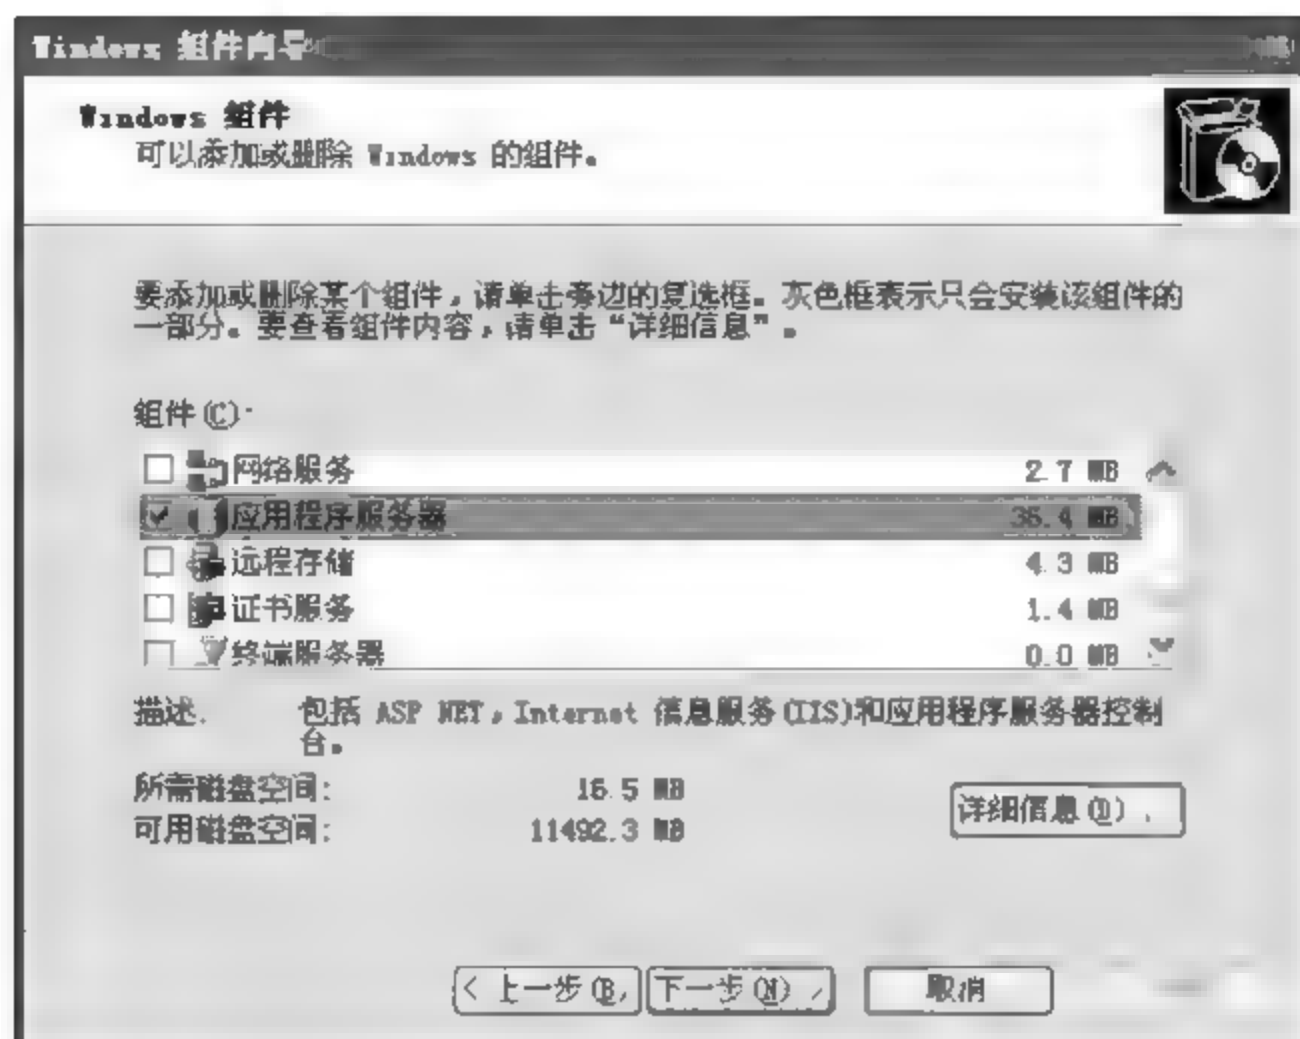 Windows 组件向导
Windows 组件
可以添加或删除 Windows 的组件。
要添加或删除某个组件，请单击旁边的复选框。灰色框表示只会安装该组件的
一部分。要查看组件内容，请单击“详细信息”。
组件(C):
网络服务 2.7 MB
应用程序服务器 36.4 MB
远程存储 4.3 MB
证书服务 1.4 MB
终端服务器 0.0 MB
描述: 包括 ASP.NET，Internet 信息服务(IIS)和应用程序服务器控制
台。
所需磁盘空间: 16.5 MB
可用磁盘空间: 11492.3 MB
详细信息(D)...
< 上一步(B) 下一步(N) > 取消